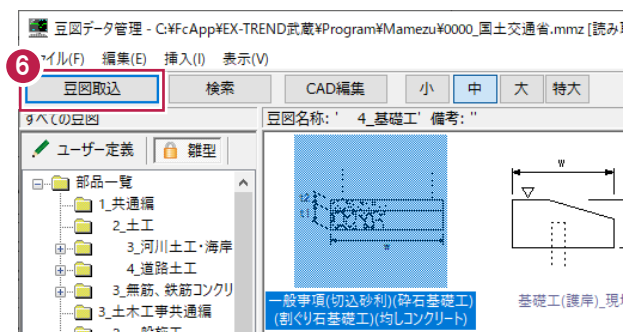 豆図データ管理 - C:¥FcApp¥EX-TREND武蔵¥Program¥Mamezu¥0000_国土交通省.mmz [読み
イル(F) 編集(E) 挿入(I) 表示(V)
6
豆図取込 検索 CAD編集 小 中 大 特大
すべての豆図 豆図名称: ' 4_基礎工' 備考: ''
ユーザー定義 雛型
部品一覧
1_共通編
2_土工
3_河川土工・海岸
4_道路土工
3_無筋、鉄筋コンクリ
3_土木工事共通編
t2
t1
w
w
一般事項(切込砂利)(砕石基礎工)
(割ぐり石基礎工)(均しコンクリート)
基礎工(護岸)_現場